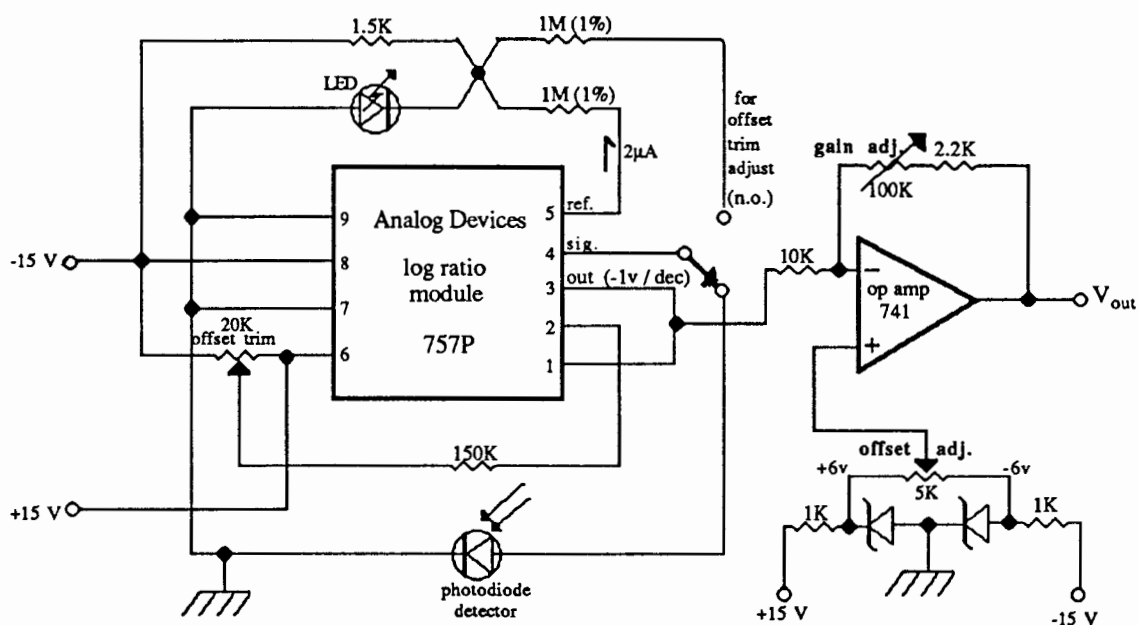 1.5K
1M (1%)
LED
1M (1%)
for
offset
trim
adjust
(n.o.)
2µA
gain adj.
2.2K
100K
Analog Devices
log ratio
module
757P
9
8
7
6
5
4
3
2
1
ref.
sig.
out (-1v / dec)
-15 V
20K
offset trim
10K
op amp
741
−
+
V out
150K
+15 V
photodiode
detector
offset adj.
+6v
-6v
5K
1K
1K
+15 V
-15 V